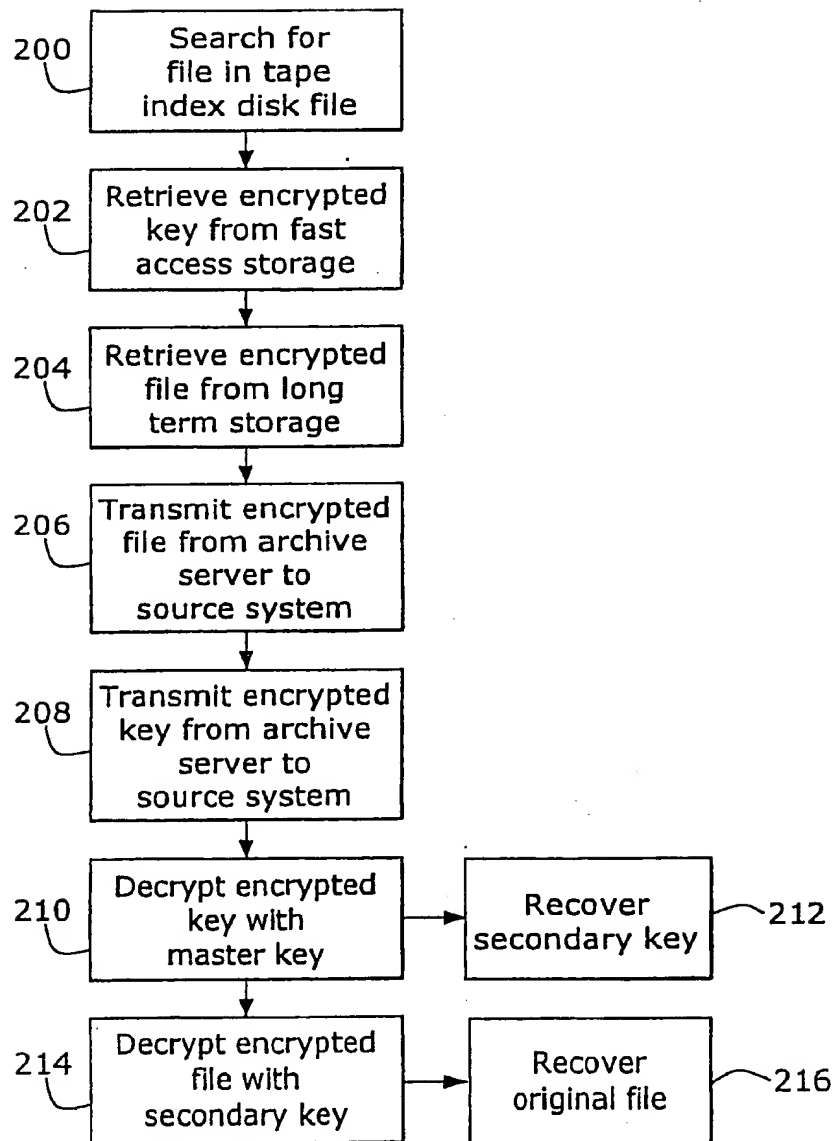 200
Search for
file in tape
index disk file
202
Retrieve encrypted
key from fast
access storage
204
Retrieve encrypted
file from long
term storage
206
Transmit encrypted
file from archive
server to
source system
208
Transmit encrypted
key from archive
server to
source system
210
Decrypt encrypted
key with
master key
Recover
secondary key
212
214
Decrypt encrypted
file with
secondary key
Recover
original file
216